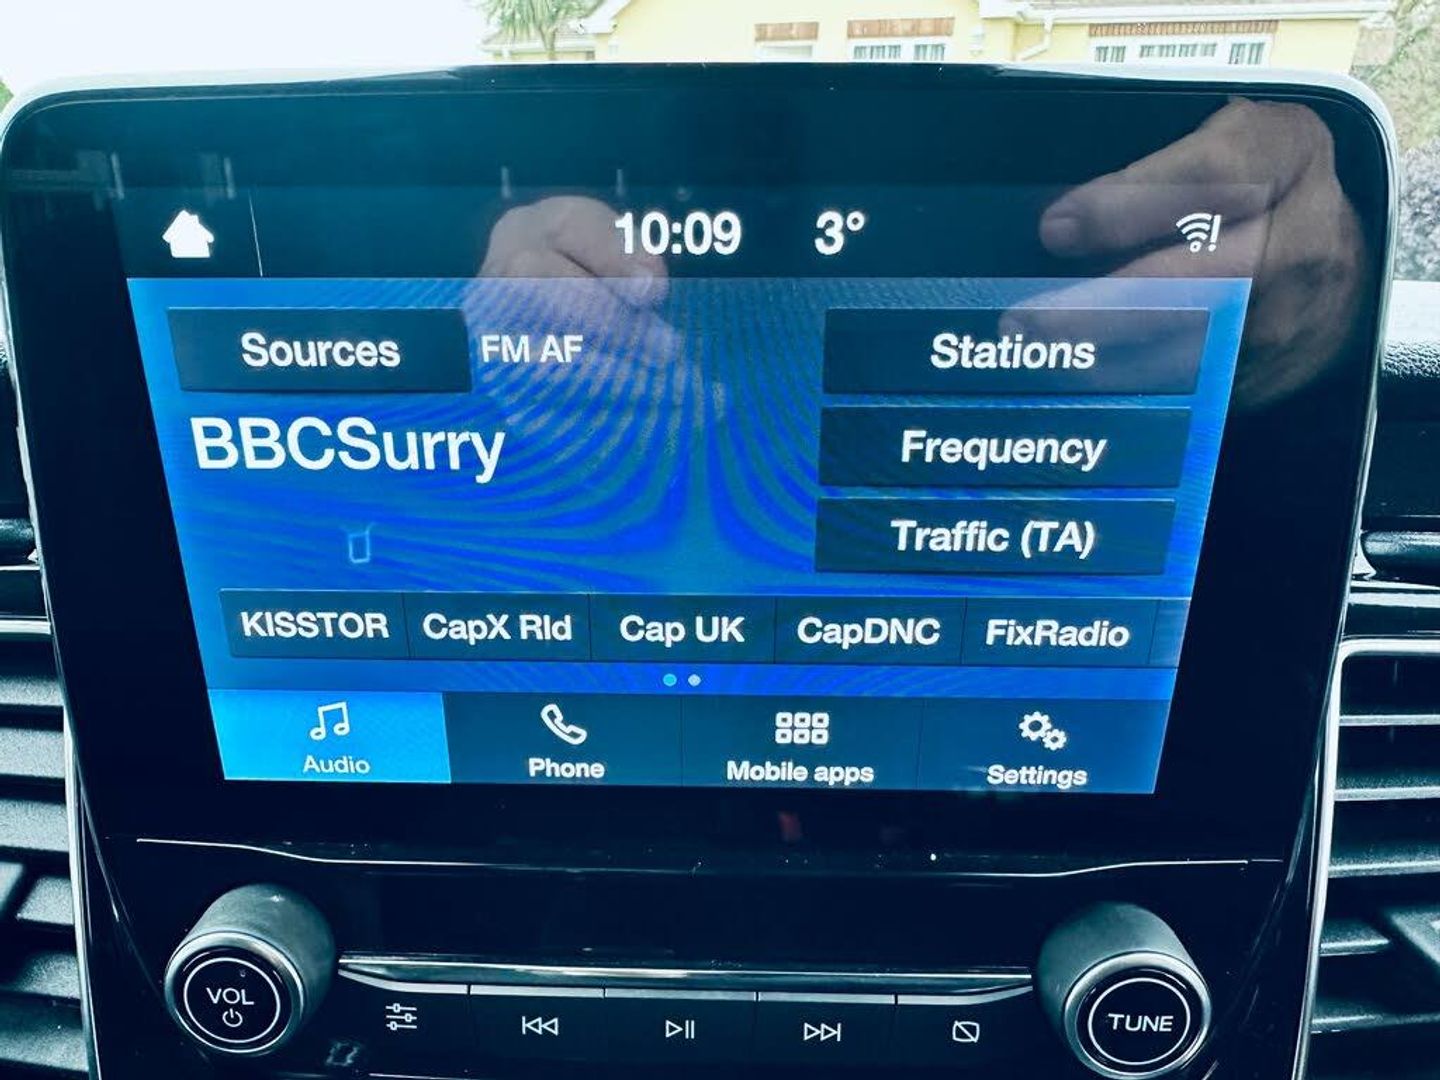 10:09 3°
Sources FM AF Stations
BBCSurry Frequency
Traffic (TA)
KISSTOR CapX Rld Cap UK CapDNC FixRadio
Audio Phone Mobile apps Settings
VOL TUNE